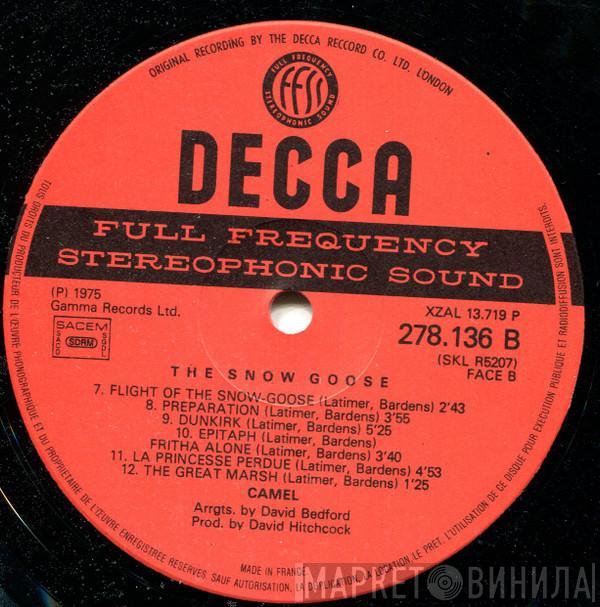 ORIGINAL RECORDING BY THE DECCA RECCORD CO. LTD. LONDON
FULL FREQUENCY
STEREOPHONIC SOUND
FFSS
DECCA
FULL FREQUENCY
STEREOPHONIC SOUND
(P) 1975
Gamma Records Ltd.
SACEM
SACD
SDRM
SGDL
XZAL 13.719 P
278.136 B
(SKL R5207)
FACE B
THE SNOW GOOSE
7. FLIGHT OF THE SNOW-GOOSE (Latimer, Bardens) 2'43
8. PREPARATION (Latimer, Bardens) 3'55
9. DUNKIRK (Latimer, Bardens) 5'25
10. EPITAPH (Latimer, Bardens)
FRITHA ALONE (Latimer, Bardens) 3'40
11. LA PRINCESSE PERDUE (Latimer, Bardens) 4'53
12. THE GREAT MARSH (Latimer, Bardens) 1'25
CAMEL
Arrgts. by David Bedford
Prod. by David Hitchcock
MADE IN FRANCE
TOUS DROITS DU PRODUCTEUR DE L'ŒUVRE PHONOGRAPHIQUE ET DU PROPRIETAIRE DE L'ŒUVRE ENREGISTREE RESERVES. SAUF AUTORISATION, LA DUPLICATION, LA LOCATION, LE PRET, L'UTILISATION DE CE DISQUE POUR EXECUTION PUBLIQUE ET RADIODIFFUSION SONT INTERDITS.
МАРКЕТ ВИНИЛА